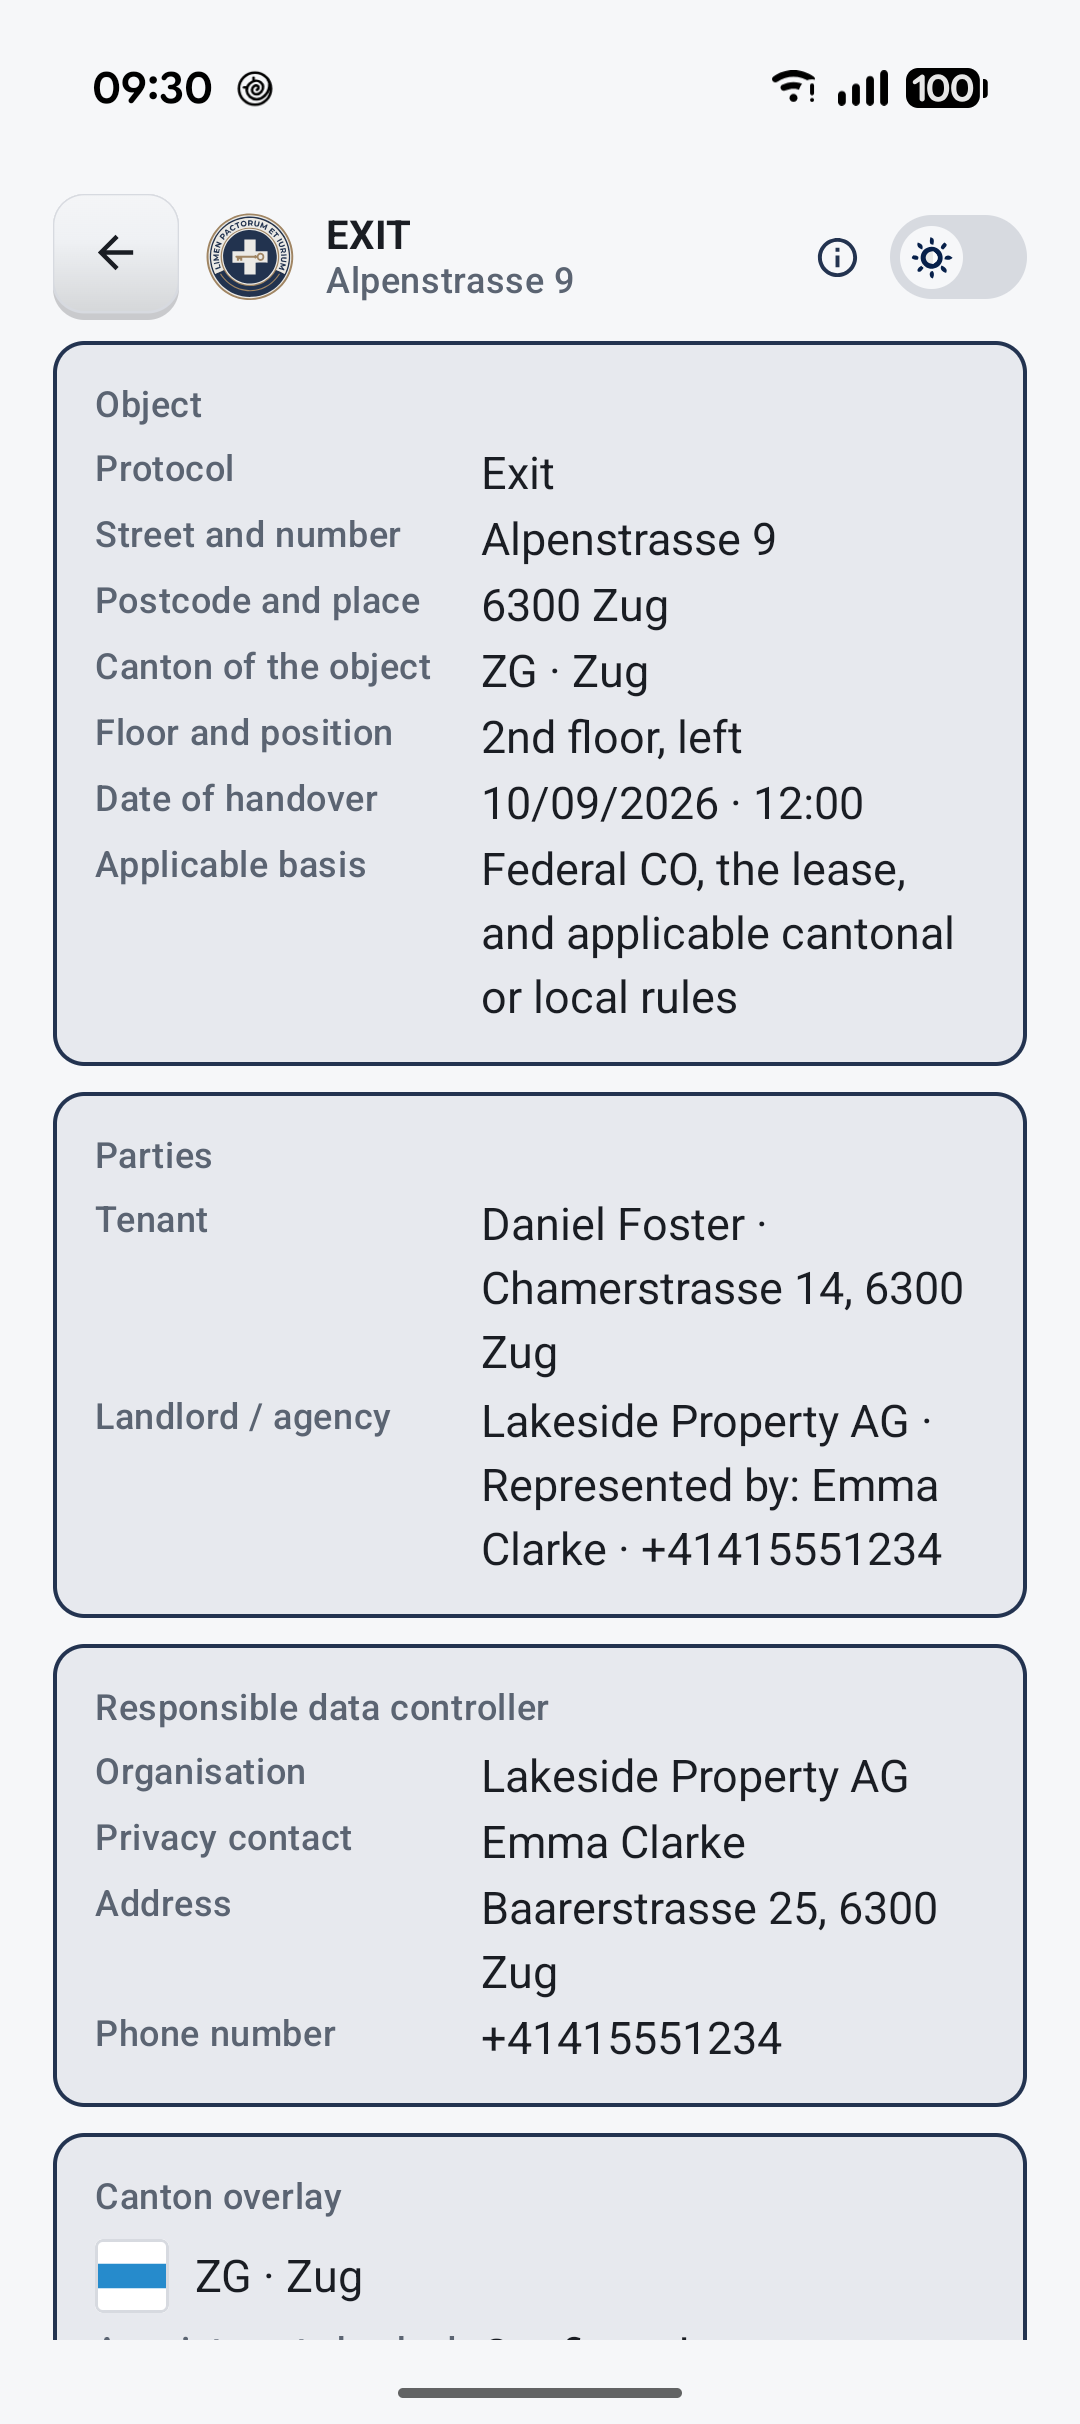 09:30
100
LIMEN PACTORUM ET IURIUM
EXIT
Alpenstrasse 9
Object
Protocol
Exit
Street and number
Alpenstrasse 9
Postcode and place
6300 Zug
Canton of the object
ZG · Zug
Floor and position
2nd floor, left
Date of handover
10/09/2026 · 12:00
Applicable basis
Federal CO, the lease,
and applicable cantonal
or local rules
Parties
Tenant
Daniel Foster ·
Chamerstrasse 14, 6300
Zug
Landlord / agency
Lakeside Property AG ·
Represented by: Emma
Clarke · +41415551234
Responsible data controller
Organisation
Lakeside Property AG
Privacy contact
Emma Clarke
Address
Baarerstrasse 25, 6300
Zug
Phone number
+41415551234
Canton overlay
ZG · Zug